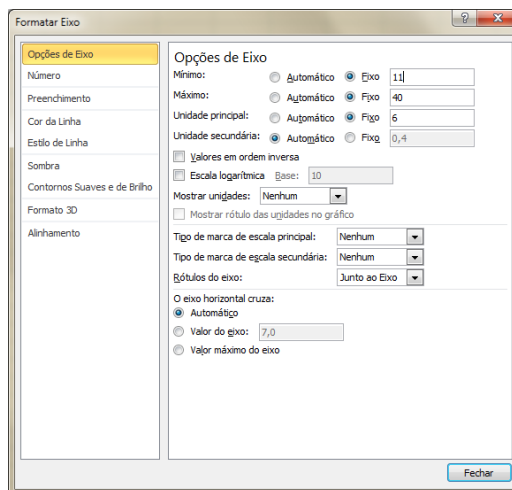 Formatar Eixo
Opções de Eixo
Número
Preenchimento
Cor da Linha
Estilo de Linha
Sombra
Contornos Suaves e de Brilho
Formato 3D
Alinhamento
Opções de Eixo
Mínimo: Automático Fixo 11
Máximo: Automático Fixo 40
Unidade principal: Automático Fixo 6
Unidade secundária: Automático Fixo 0,4
Valores em ordem inversa
Escala logarítmica Base: 10
Mostrar unidades: Nenhum
Mostrar rótulo das unidades no gráfico
Tipo de marca de escala principal: Nenhum
Tipo de marca de escala secundária: Nenhum
Rótulos do eixo: Junto ao Eixo
O eixo horizontal cruza:
Automático
Valor do eixo: 7,0
Valor máximo do eixo
Fechar